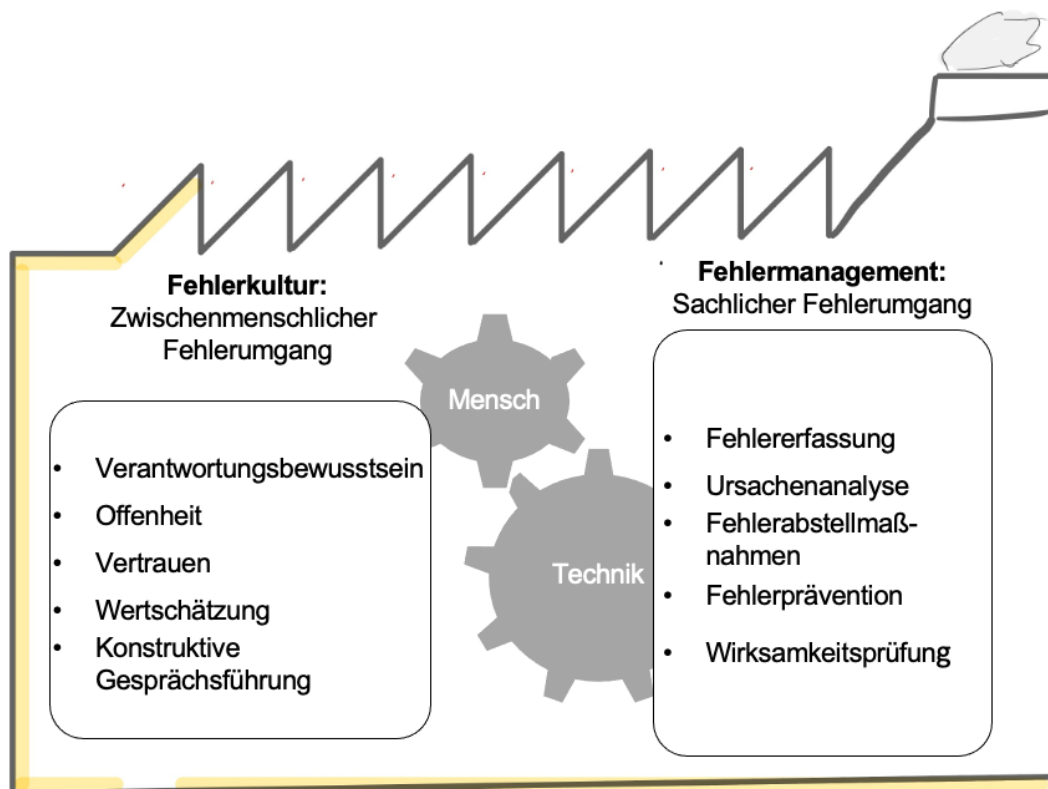 Fehlerkultur:
Zwischenmenschlicher
Fehlerumgang
• Verantwortungsbewusstsein
• Offenheit
• Vertrauen
• Wertschätzung
• Konstruktive
Gesprächsführung
Mensch
Technik
Fehlermanagement:
Sachlicher Fehlerumgang
• Fehlererfassung
• Ursachenanalyse
• Fehlerabstellmaß-
nahmen
• Fehlerprävention
• Wirksamkeitsprüfung